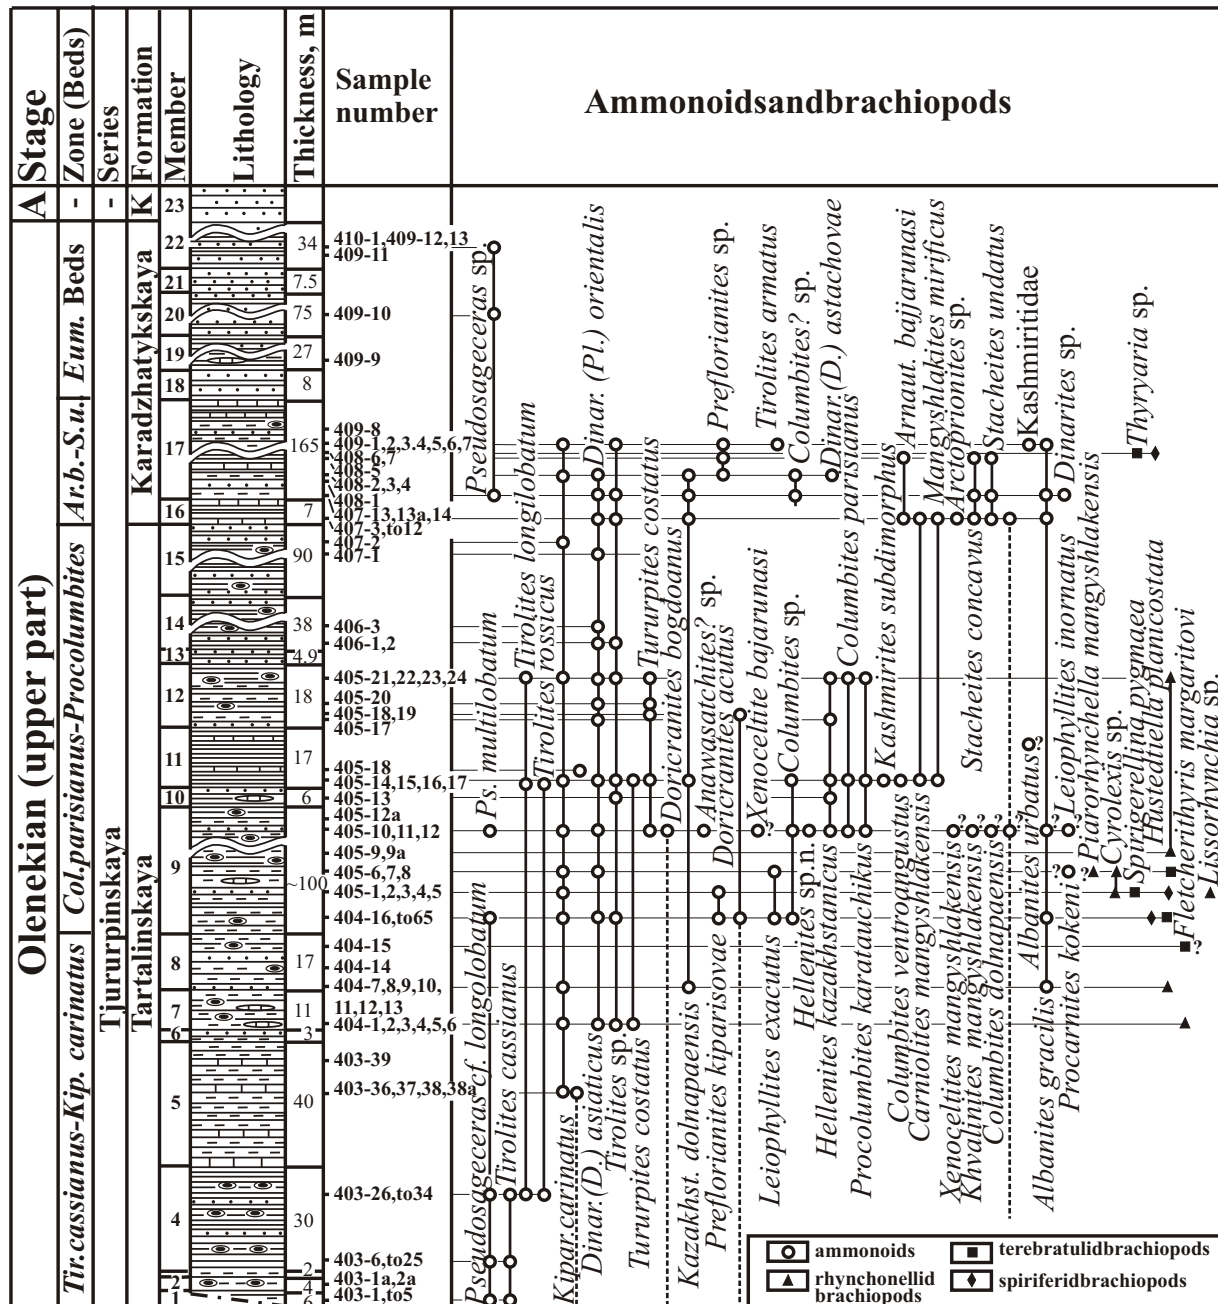 A Stage
Olenekian (upper part)
Zone (Beds)
-
Eum. Beds
Ar.b.-S.u.
Col.parisianus-Procolumbites
Tir.cassianus-Kip. carinatus
Series
-
Tjururpinskaya
K Formation
Karadzhatykskaya
Tartalinskaya
Member
23
22
21
20
19
18
17
16
15
14
13
12
11
10
9
8
7
6
5
4
2
1
Lithology
Thickness, m
34
7.5
75
27
8
165
7
90
38
4.9
18
17
6
~100
17
11
3
40
30
2
4
6
Sample
number
410-1,409-12,13
409-11
409-10
409-9
409-8
409-1,2,3.4,5,6,7
408-6,7
408-5
408-2,3,4
408-1
407-13,13a,14
407-3,to12
407-2
407-1
406-3
406-1,2
405-21,22,23,24
405-20
405-18,19
405-17
405-18
405-14,15,16,17
405-13
405-12a
405-10,11,12
405-9,9a
405-6,7,8
405-1,2,3,4,5
404-16,to65
404-15
404-14
404-7,8,9,10,
11,12,13
404-1,2,3,4,5,6
403-39
403-36,37,38,38a
403-26,to34
403-6,to25
403-1a,2a
403-1,to5
Ammonoidsandbrachiopods
Pseudosageceras sp.
Ps. multilobatum
Pseudosageceras cf. longolobatum
Tirolites cassianus
Tirolites longilobatum
Tirolites rossicus
Kipar.carinatus
Dinar. (Pl.) orientalis
Dinar.(D.) asiaticus
Tirolites sp.
Tururpites costatus
Turupites costatus
Doricranites bogdoanus
Kazakhst. dolnapaensis
Anawasatchites? sp.
Preflorianites kiparisovae
Preflorianites sp.
Doricranites acutus
Xenoceltite bajarunasi
Tirolites armatus
Leiophyllites exacutus
Columbites sp.
Columbites? sp.
Hellenites sp.n.
Hellenites kazakhstanicus
Dinar.(D.) astachovae
Columbites parisianus
Procolumbites karatauchikus
Kashmirites subdimorphus
Columbites ventroangustus
Arnaut. bajjarunasi
Carniolites mangyshlakensis
Mangyshlakites mirificus
Arctoprionites sp.
Xenoceltites mangyshlakensis
Khvalinites mangyshlakensis
Stacheites concavus
Stacheites undatus
Columbites dolnapaensis
Kashmiritidae
Albanites urbatus
Albanites gracilis
Dinarites sp.
Leiophyllites inornatus
Procarnites kokeni
Piarorhynchella mangyshlakensis
Cyrolexis sp.
Thyryaria sp.
Spirigerellina pygmaea
Hustedtiella planicostata
Fletcherithyris margaritovi
Lissorhynchia sp.
? ? ? ? ? ? ? ? ? ? ?
ammonoids
rhynchonellid
brachiopods
terebratulidbrachiopods
spiriferidbrachiopods